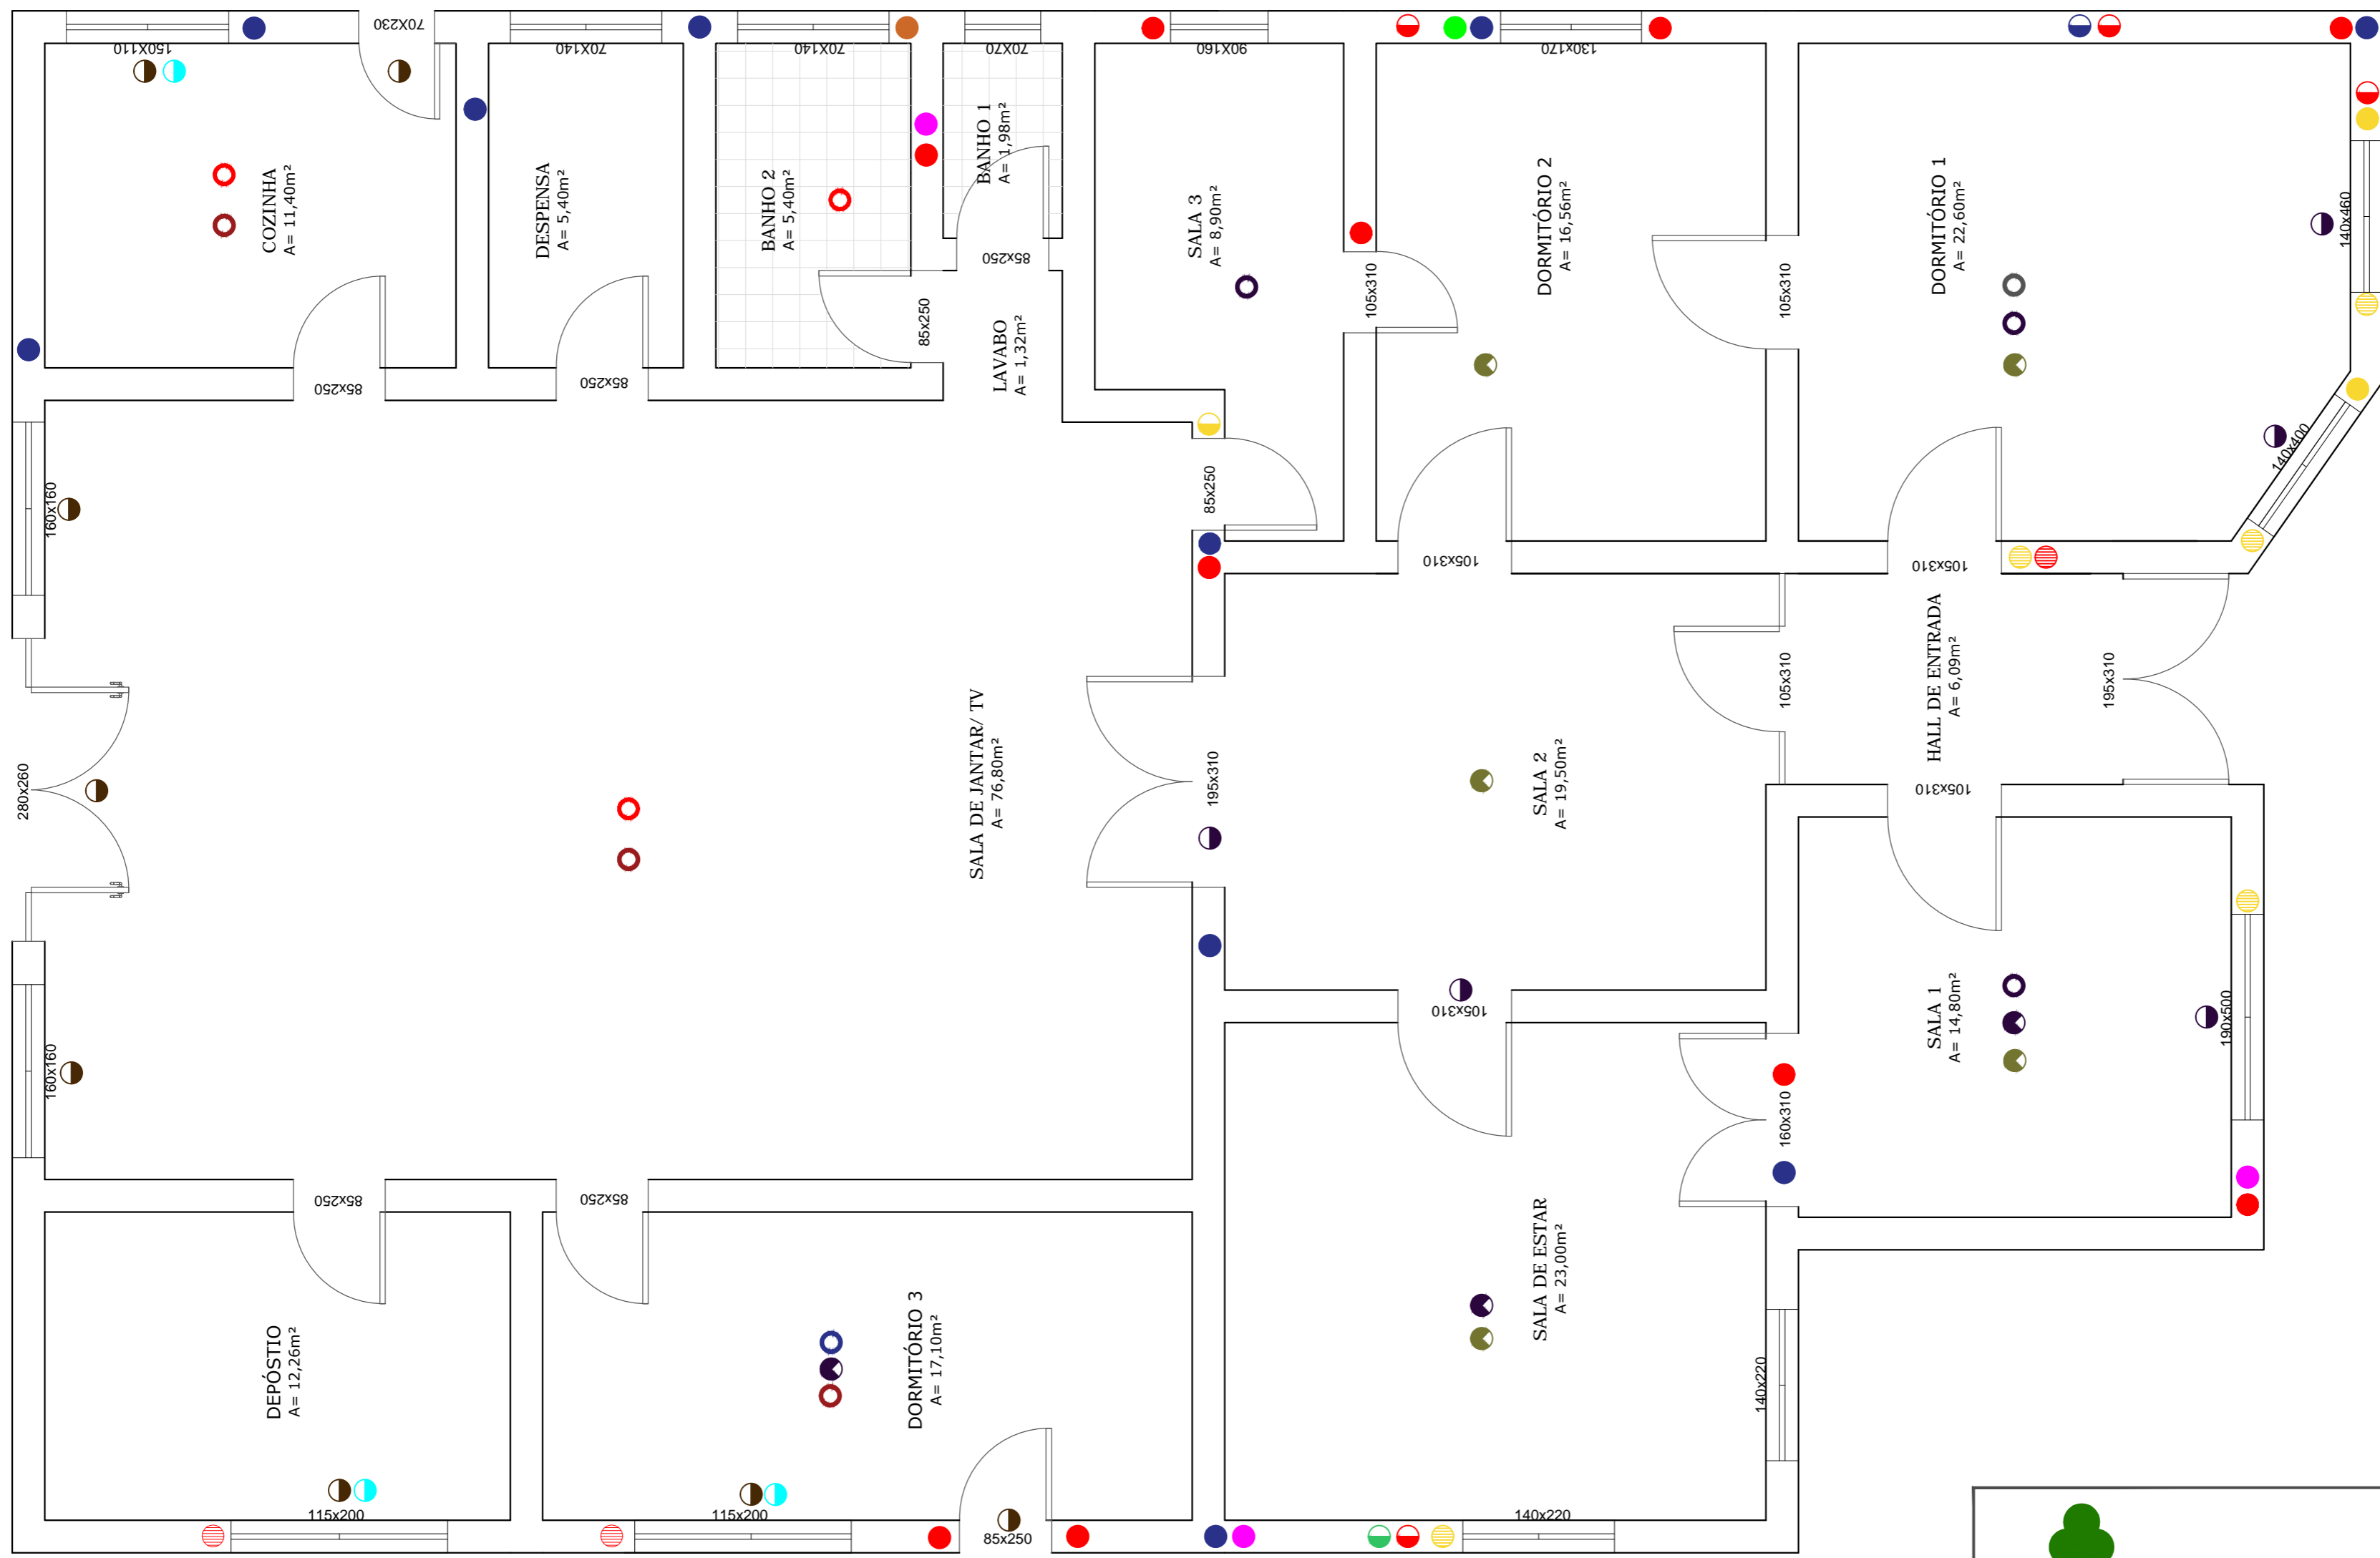 150X110
70X230
70X140
70X140
70X70
90X160
130x170
COZINHA
A= 11,40m²
DESPENSA
A= 5,40m²
BANHO 2
A= 5,40m²
BANHO 1
A= 1,98m²
SALA 3
A= 8,90m²
DORMITÓRIO 2
A= 16,56m²
DORMITÓRIO 1
A= 22,60m²
140x460
85x250
85x250
85x250
85x250
LAVABO
A= 1,32m²
105x310
105x310
140x400
160x160
85x250
105x310
105x310
280x260
SALA DE JANTAR/ TV
A= 76,80m²
195x310
SALA 2
A= 19,50m²
105x310
HALL DE ENTRADA
A= 6,09m²
195x310
105x310
160x160
105x310
SALA 1
A= 14,80m²
190x500
85x250
85x250
160x310
DEPÓSTIO
A= 12,26m²
DORMITÓRIO 3
A= 17,10m²
SALA DE ESTAR
A= 23,00m²
140x220
115x200
115x200
85x250
140x220